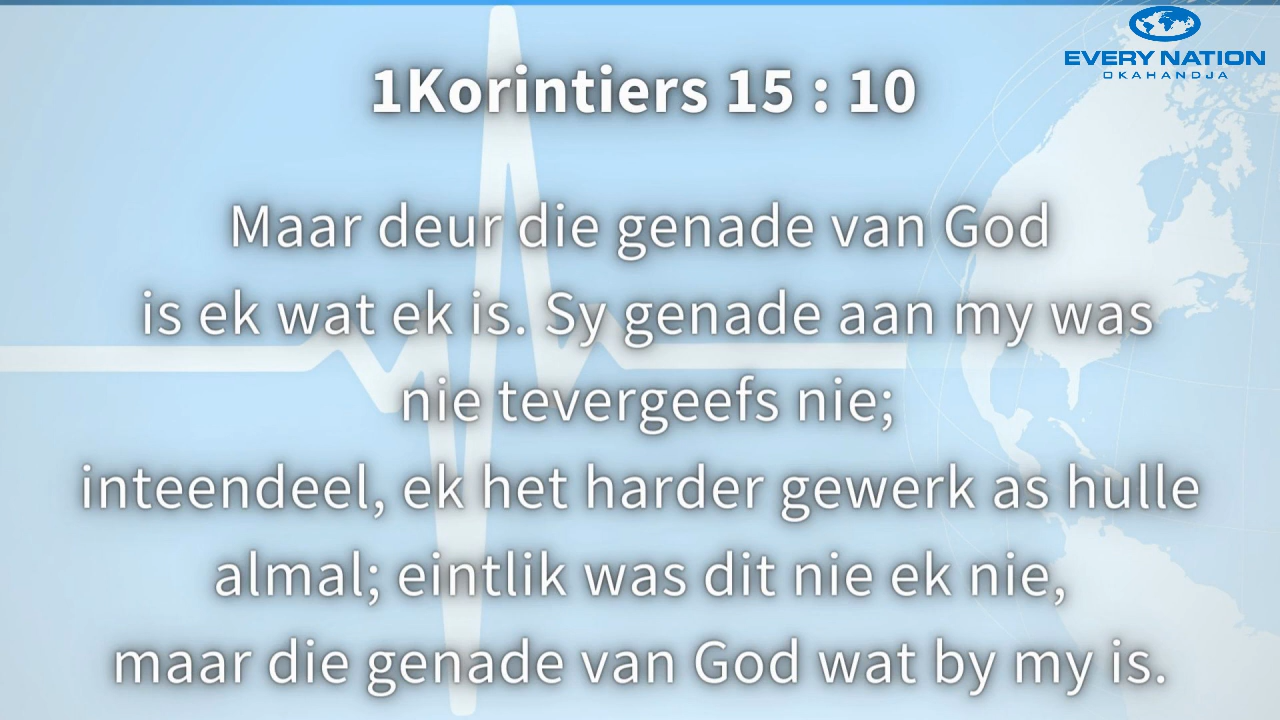 EVERY NATION
OKAHANDJA
1Korintiers 15 : 10
Maar deur die genade van God
is ek wat ek is. Sy genade aan my was
nie tevergeefs nie;
inteendeel, ek het harder gewerk as hulle
almal; eintlik was dit nie ek nie,
maar die genade van God wat by my is.